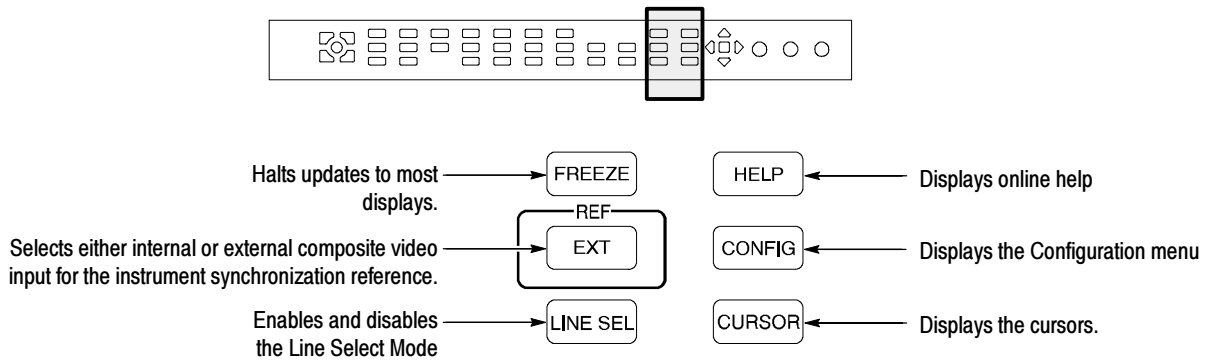 Halts updates to most
displays.
FREEZE
HELP
Displays online help
REF
Selects either internal or external composite video
input for the instrument synchronization reference.
EXT
CONFIG
Displays the Configuration menu
Enables and disables
the Line Select Mode
LINE SEL
CURSOR
Displays the cursors.